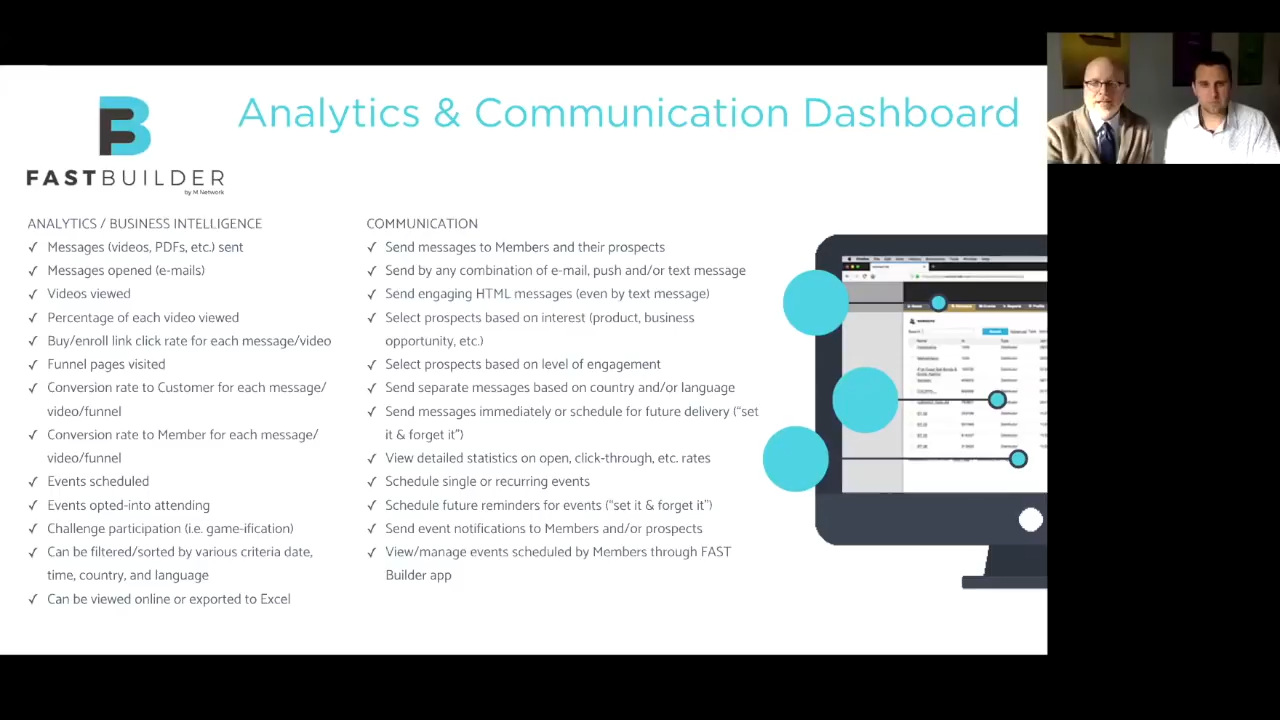 Analytics & Communication Dashboard
FASTBUILDER
by M Network
ANALYTICS / BUSINESS INTELLIGENCE
✓ Messages (videos, PDFs, etc.) sent
✓ Messages opened (e-mails)
✓ Videos viewed
✓ Percentage of each video viewed
✓ Buy/enroll link click rate for each message/video
✓ Funnel pages visited
✓ Conversion rate to Customer for each message/
video/funnel
✓ Conversion rate to Member for each message/
video/funnel
✓ Events scheduled
✓ Events opted-into attending
✓ Challenge participation (i.e. game-ification)
✓ Can be filtered/sorted by various criteria date,
time, country, and language
✓ Can be viewed online or exported to Excel
COMMUNICATION
✓ Send messages to Members and their prospects
✓ Send by any combination of e-mail, push and/or text message
✓ Send engaging HTML messages (even by text message)
✓ Select prospects based on interest (product, business
opportunity, etc.)
✓ Select prospects based on level of engagement
✓ Send separate messages based on country and/or language
✓ Send messages immediately or schedule for future delivery (“set
it & forget it”)
✓ View detailed statistics on open, click-through, etc. rates
✓ Schedule single or recurring events
✓ Schedule future reminders for events (“set it & forget it”)
✓ Send event notifications to Members and/or prospects
✓ View/manage events scheduled by Members through FAST
Builder app